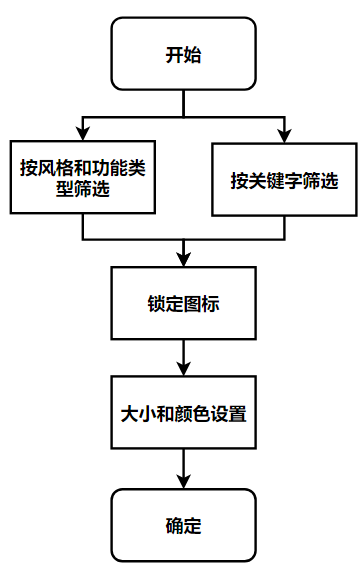 开始
按风格和功能类
型筛选
按关键字筛选
锁定图标
大小和颜色设置
确定